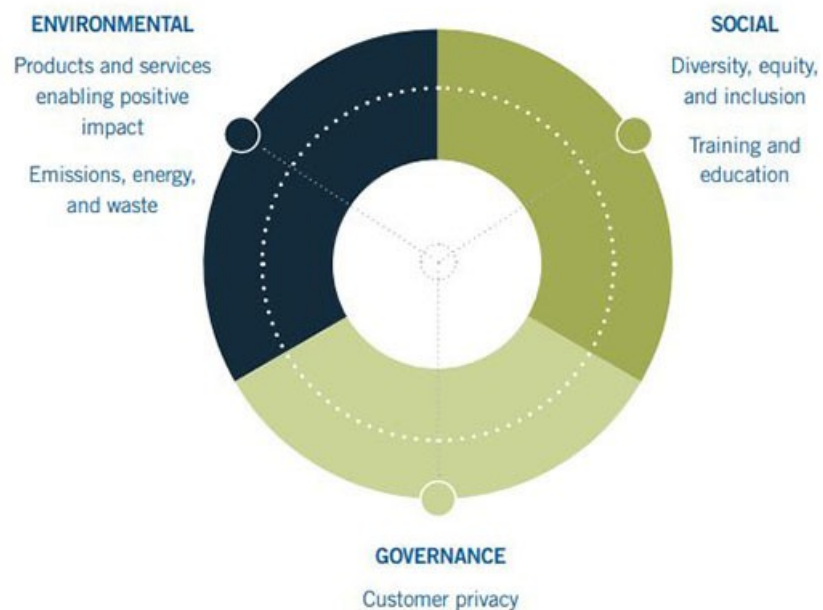 ENVIRONMENTAL
Products and services
enabling positive
impact
Emissions, energy,
and waste
SOCIAL
Diversity, equity,
and inclusion
Training and
education
GOVERNANCE
Customer privacy